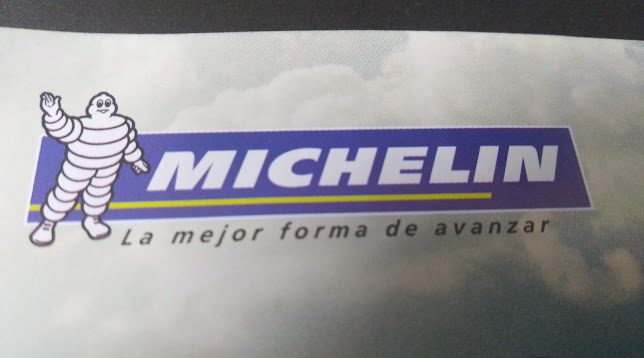 MICHELIN
La mejor forma de avanzar